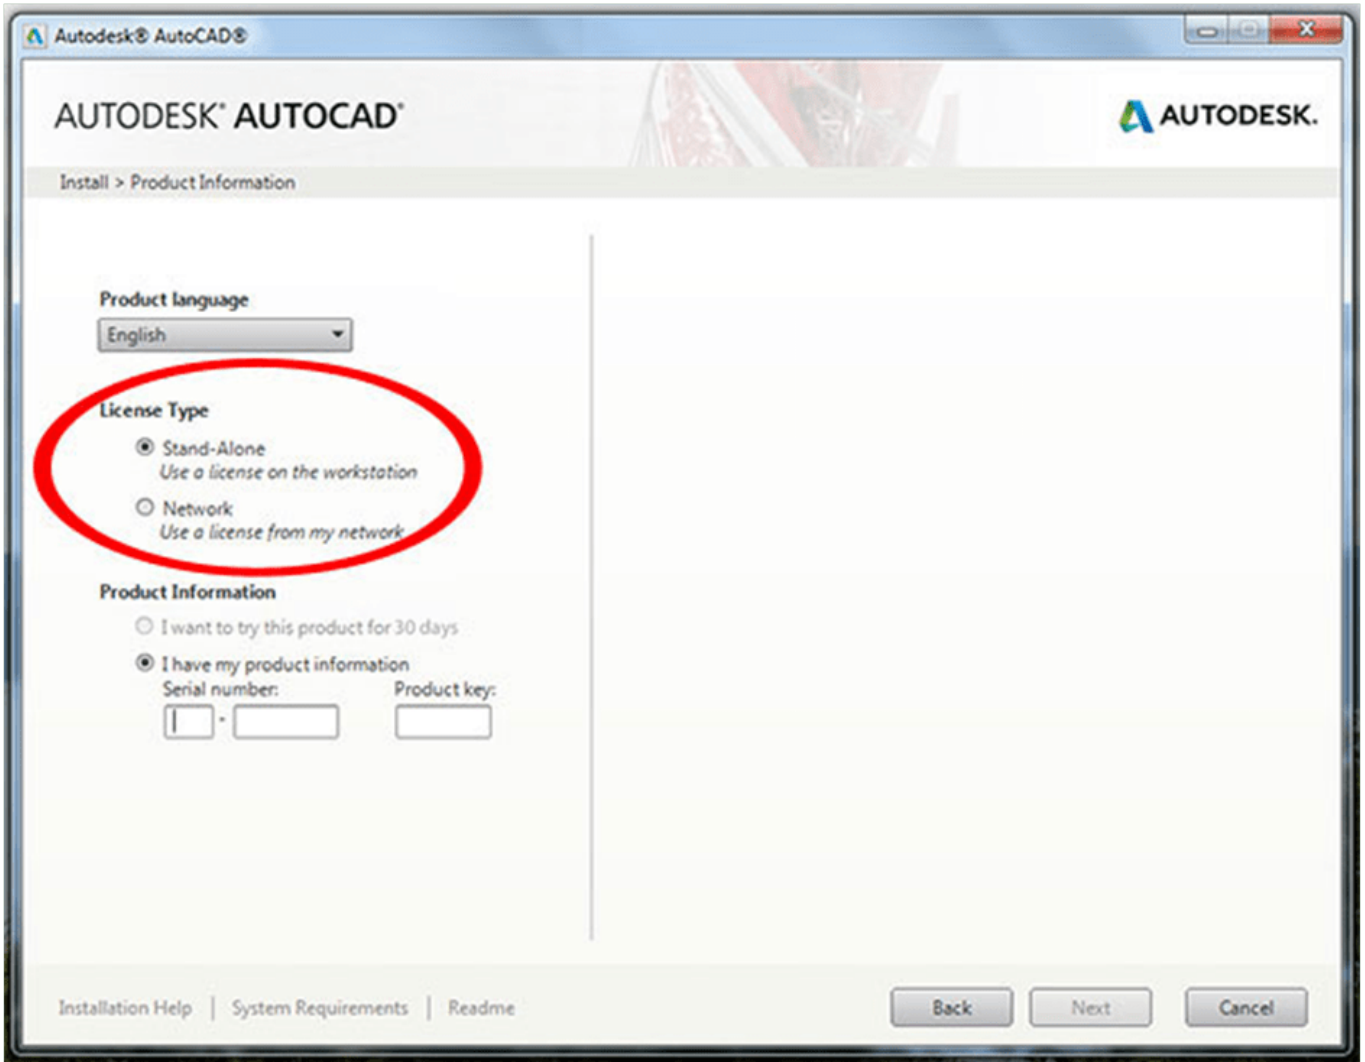 Autodesk® AutoCAD®
AUTODESK® AUTOCAD®
AUTODESK.
Install > Product Information
Product language
English
License Type
Stand-Alone
Use a license on the workstation
Network
Use a license from my network
Product Information
I want to try this product for 30 days
I have my product information
Serial number: Product key:
-
Installation Help | System Requirements | Readme
Back Next Cancel